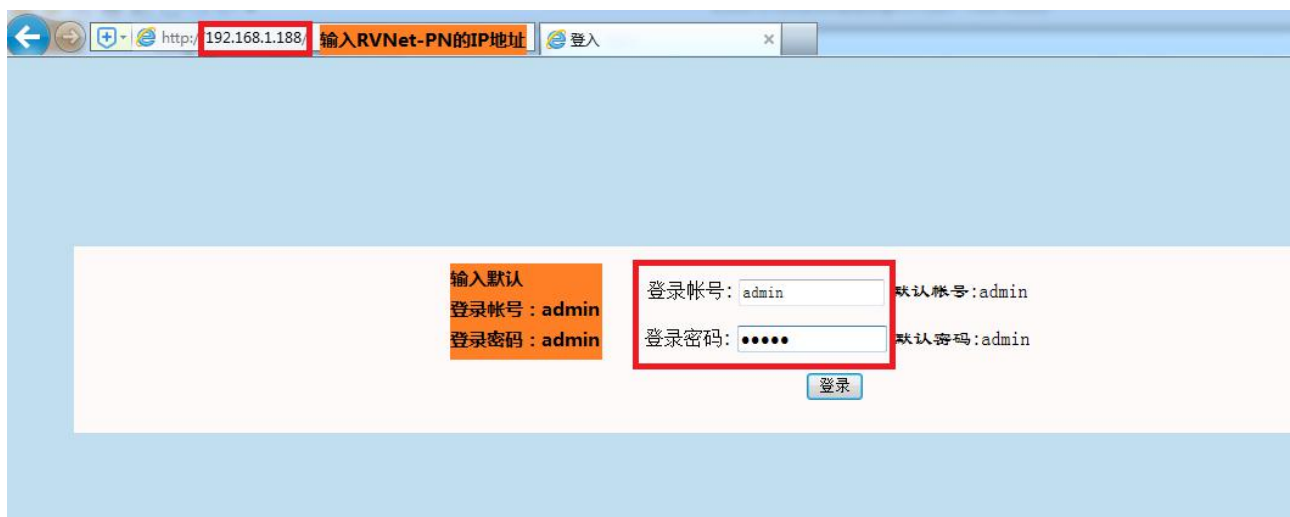 http://192.168.1.188/ 输入RVNet-PN的IP地址 登入
输入默认
登录帐号：admin
登录密码：admin
登录帐号: admin 默认帐号:admin
登录密码: ●●●●● 默认密码:admin
登录